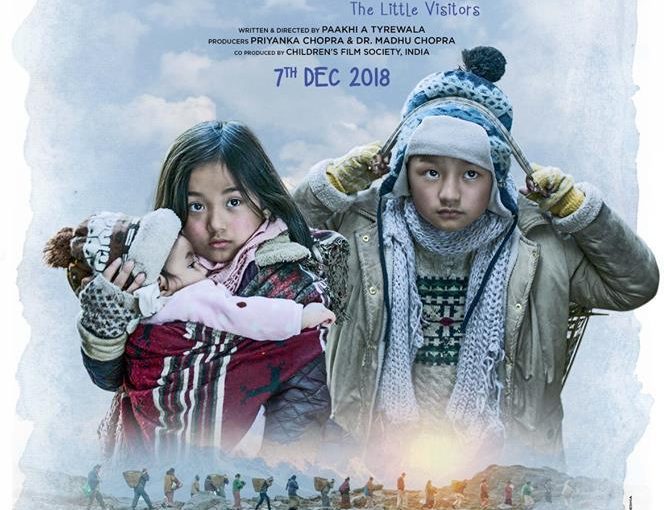 The Little Visitors
WRITTEN & DIRECTED BY PAAKHI A TYREWALA
PRODUCERS PRIYANKA CHOPRA & DR. MADHU CHOPRA
CO PRODUCED BY CHILDREN'S FILM SOCIETY, INDIA
7TH DEC 2018